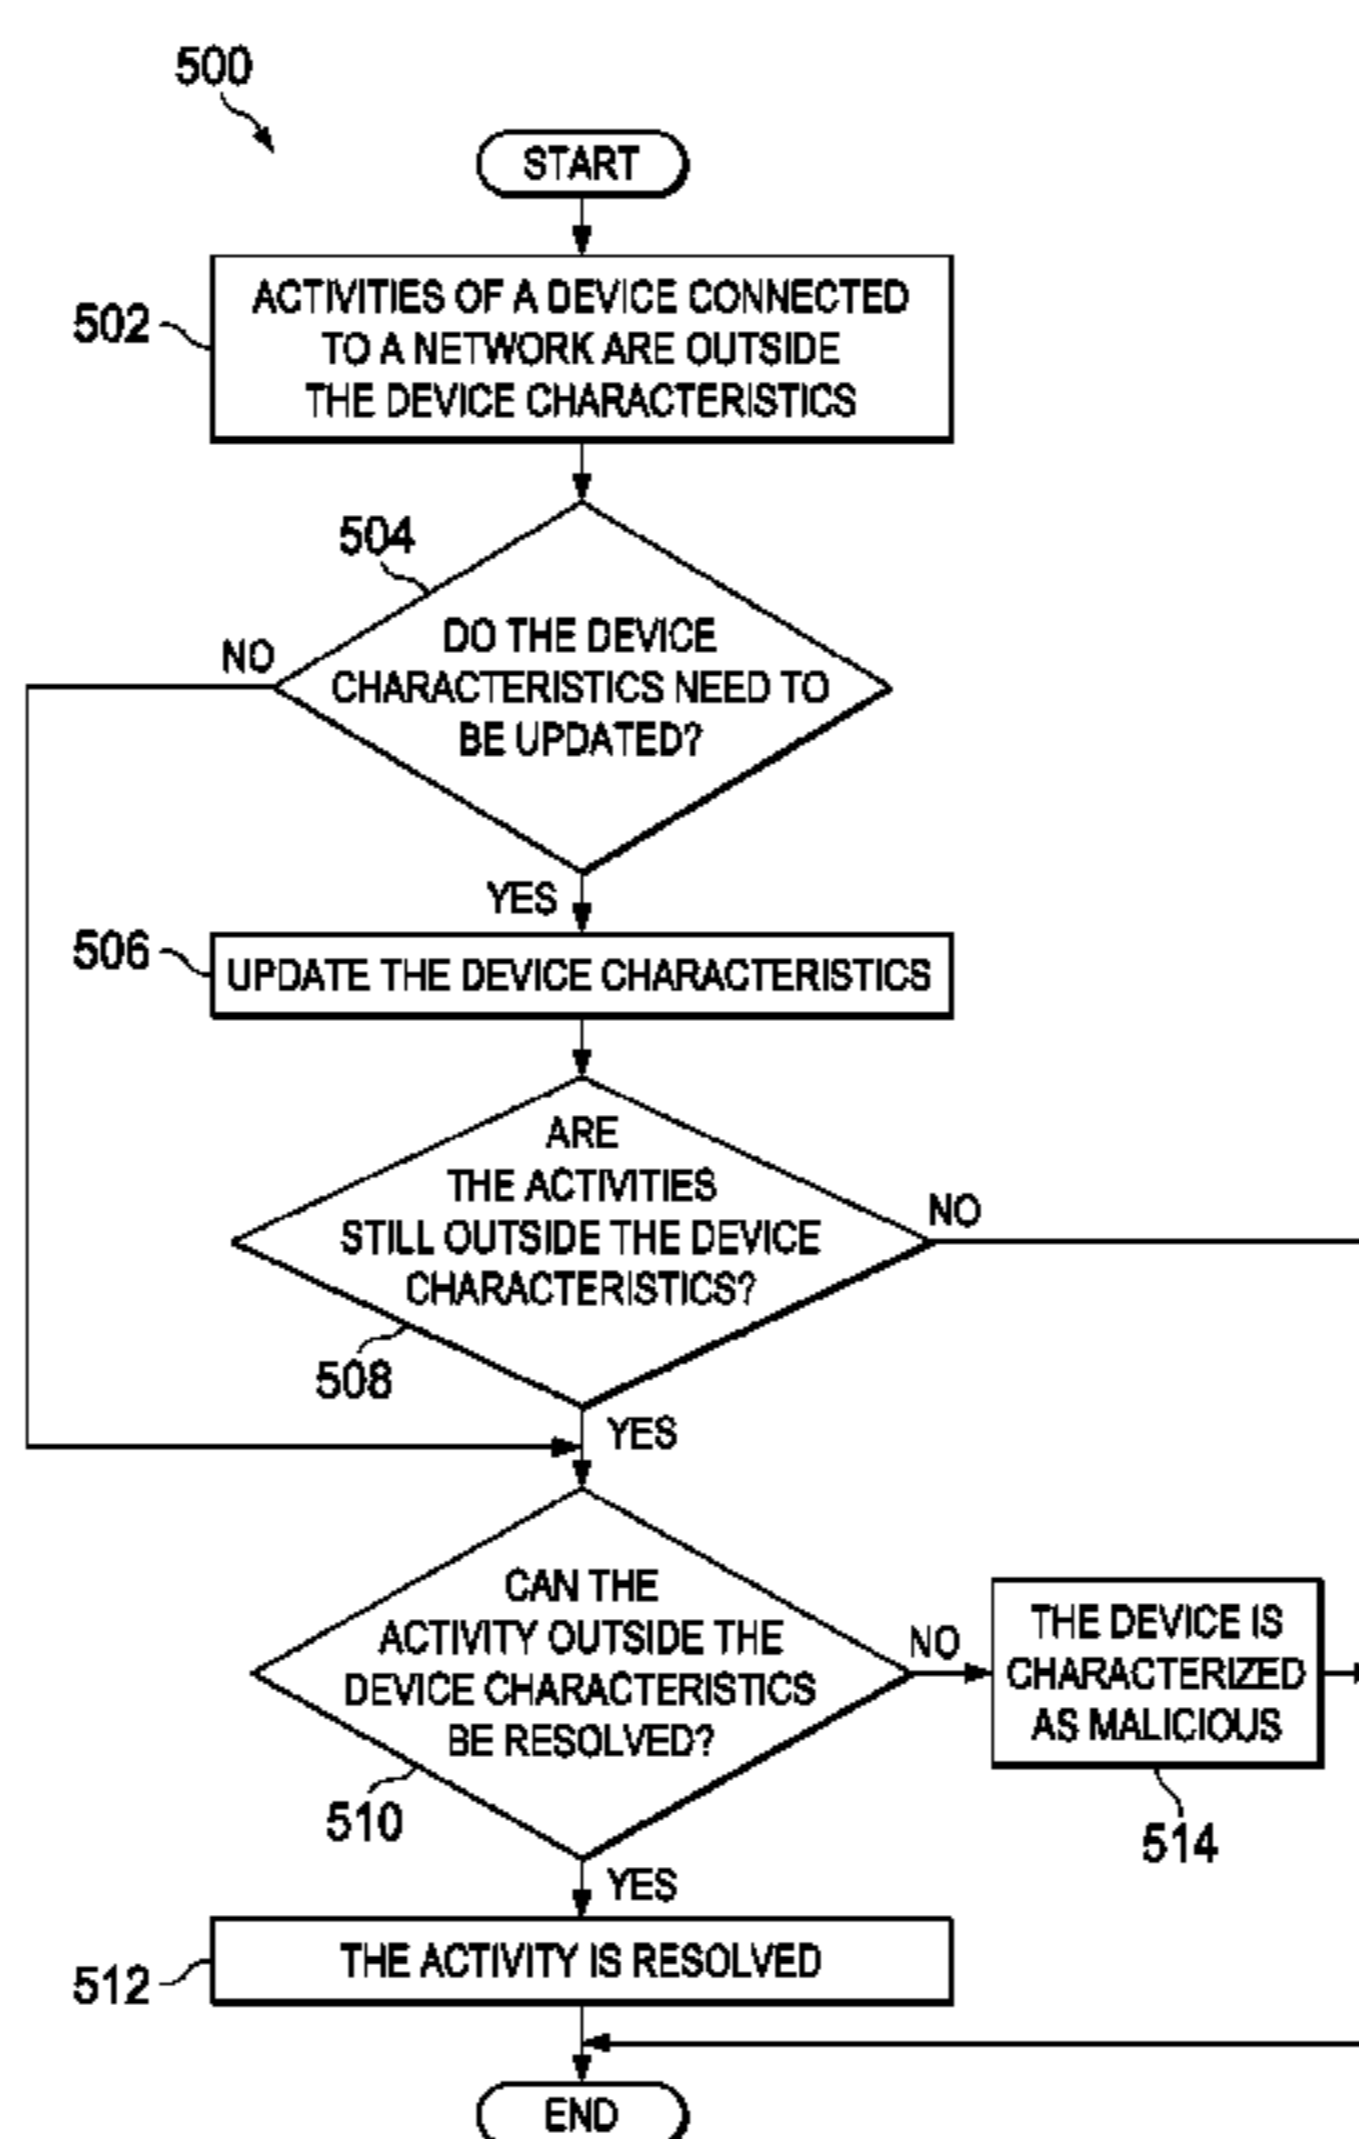 500
START
502
ACTIVITIES OF A DEVICE CONNECTED
TO A NETWORK ARE OUTSIDE
THE DEVICE CHARACTERISTICS
504
NO
DO THE DEVICE
CHARACTERISTICS NEED TO
BE UPDATED?
YES
506
UPDATE THE DEVICE CHARACTERISTICS
ARE
THE ACTIVITIES
STILL OUTSIDE THE DEVICE
CHARACTERISTICS?
NO
508
YES
CAN THE
ACTIVITY OUTSIDE THE
DEVICE CHARACTERISTICS
BE RESOLVED?
NO
THE DEVICE IS
CHARACTERIZED
AS MALICIOUS
510
514
YES
512
THE ACTIVITY IS RESOLVED
END